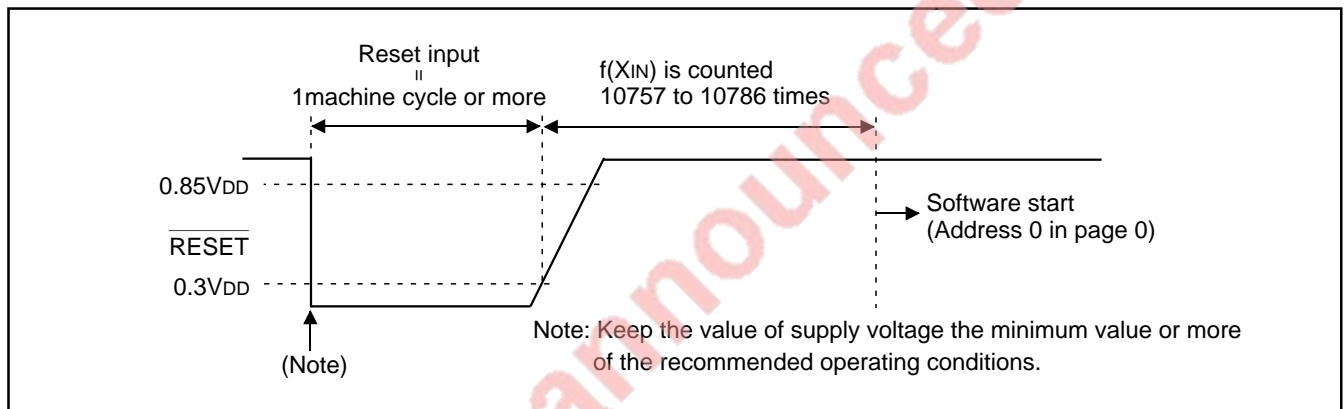 Reset input
=
1machine cycle or more
f(XIN) is counted
10757 to 10786 times
0.85VDD
RESET
0.3VDD
Software start
(Address 0 in page 0)
(Note)
Note: Keep the value of supply voltage the minimum value or more
of the recommended operating conditions.
announced